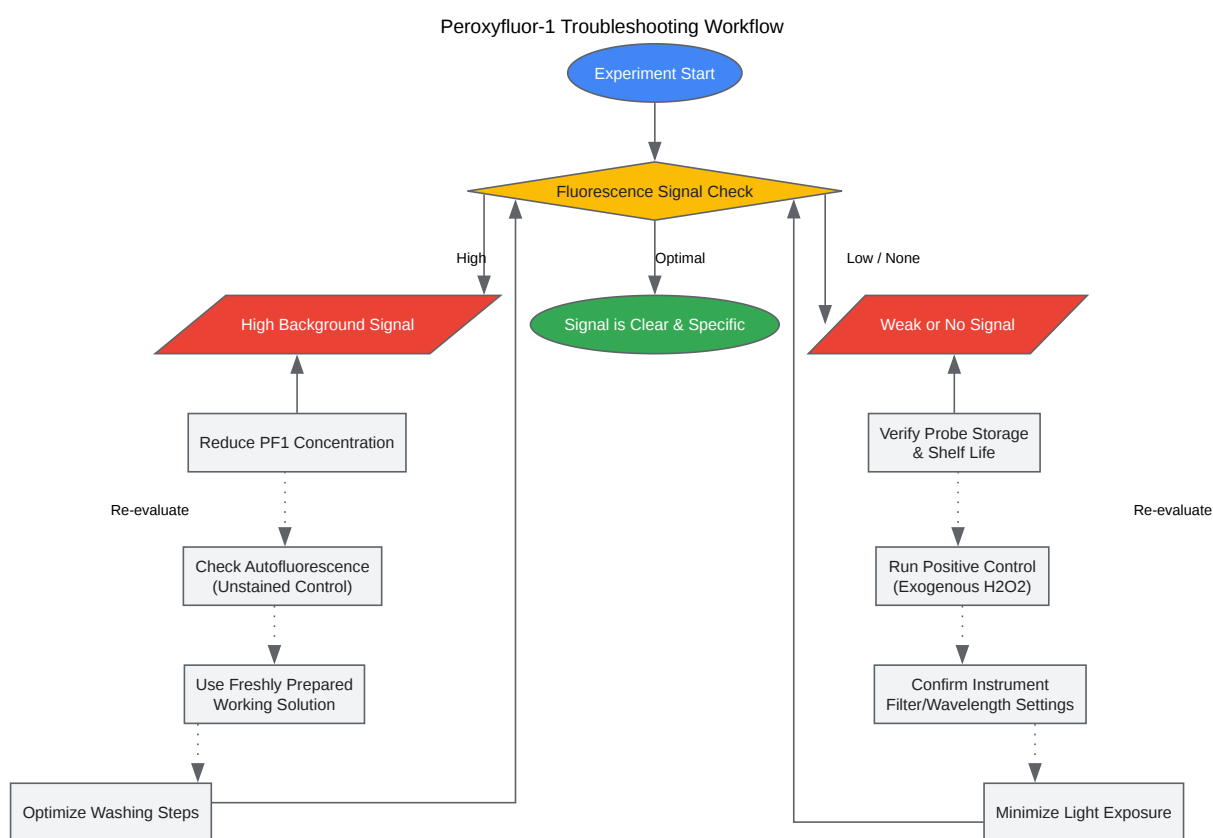 Peroxyfluor-1 Troubleshooting Workflow
Experiment Start
Fluorescence Signal Check
High
Optimal
Low / None
High Background Signal
Signal is Clear & Specific
Weak or No Signal
Reduce PF1 Concentration
Verify Probe Storage
& Shelf Life
Re-evaluate
Re-evaluate
Check Autofluorescence
(Unstained Control)
Run Positive Control
(Exogenous H2O2)
Use Freshly Prepared
Working Solution
Confirm Instrument
Filter/Wavelength Settings
Optimize Washing Steps
Minimize Light Exposure